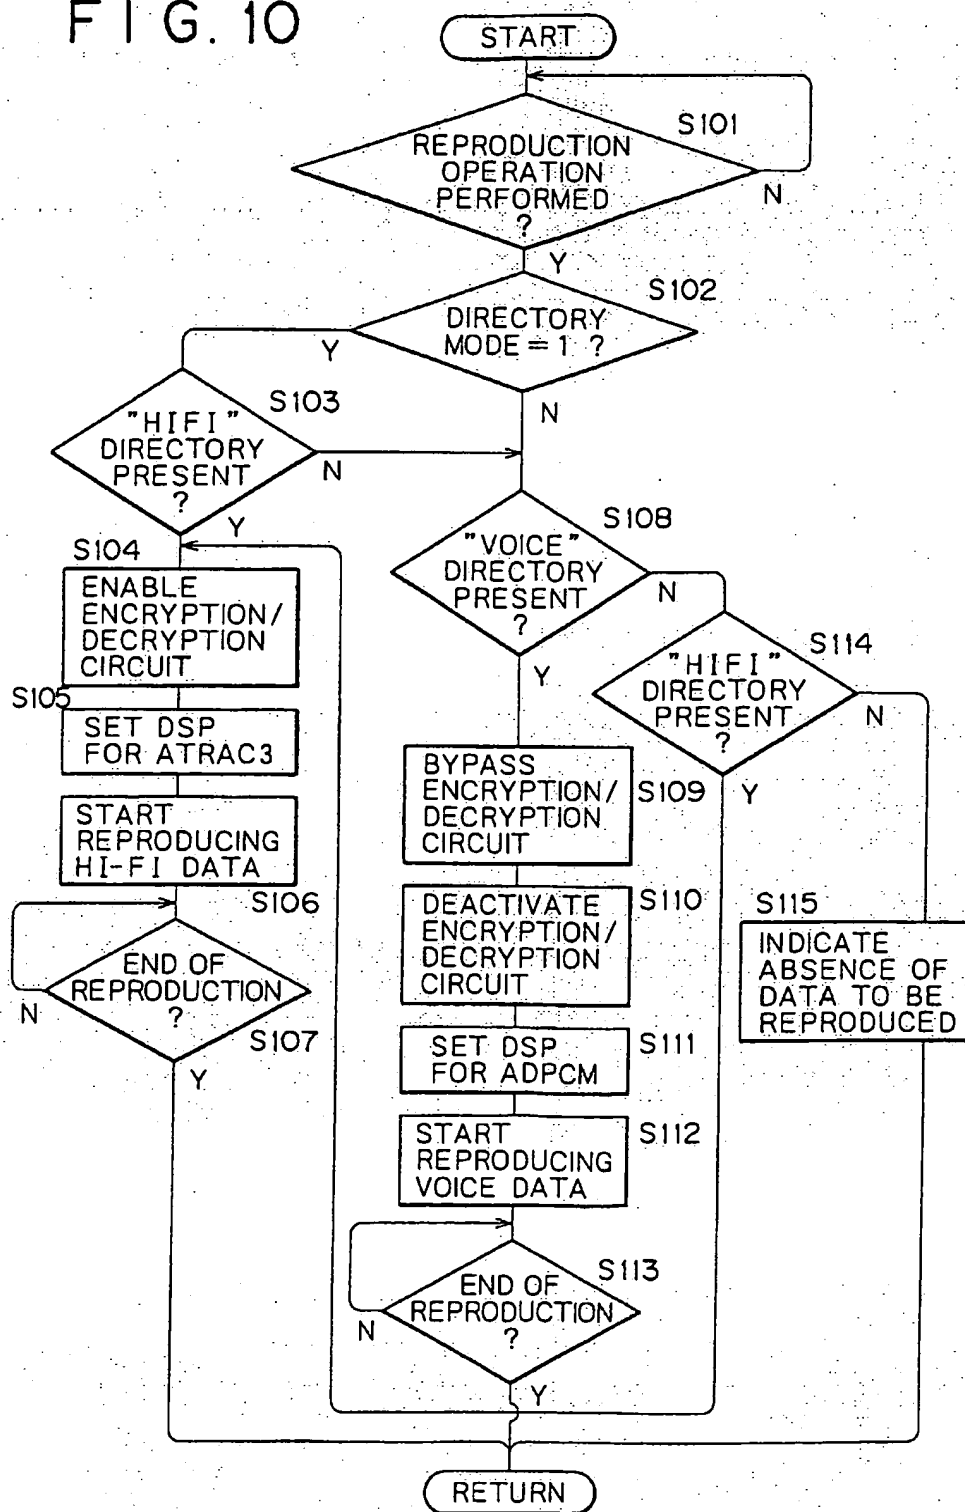 FIG. 10
START
S101
REPRODUCTION
OPERATION
PERFORMED
?
N
Y
S102
DIRECTORY
MODE = 1 ?
Y
N
S103
"HIFI"
DIRECTORY
PRESENT
?
N
Y
S104
ENABLE
ENCRYPTION/
DECRYPTION
CIRCUIT
S105
SET DSP
FOR ATRAC3
START
REPRODUCING
HI-FI DATA
S106
END OF
REPRODUCTION
?
N
S107
Y
S108
"VOICE"
DIRECTORY
PRESENT
?
N
Y
S114
"HIFI"
DIRECTORY
PRESENT
?
N
Y
BYPASS
ENCRYPTION/
DECRYPTION
CIRCUIT
S109
DEACTIVATE
ENCRYPTION/
DECRYPTION
CIRCUIT
S110
SET DSP
FOR ADPCM
S111
START
REPRODUCING
VOICE DATA
S112
S113
END OF
REPRODUCTION
?
N
Y
S115
INDICATE
ABSENCE OF
DATA TO BE
REPRODUCED
RETURN